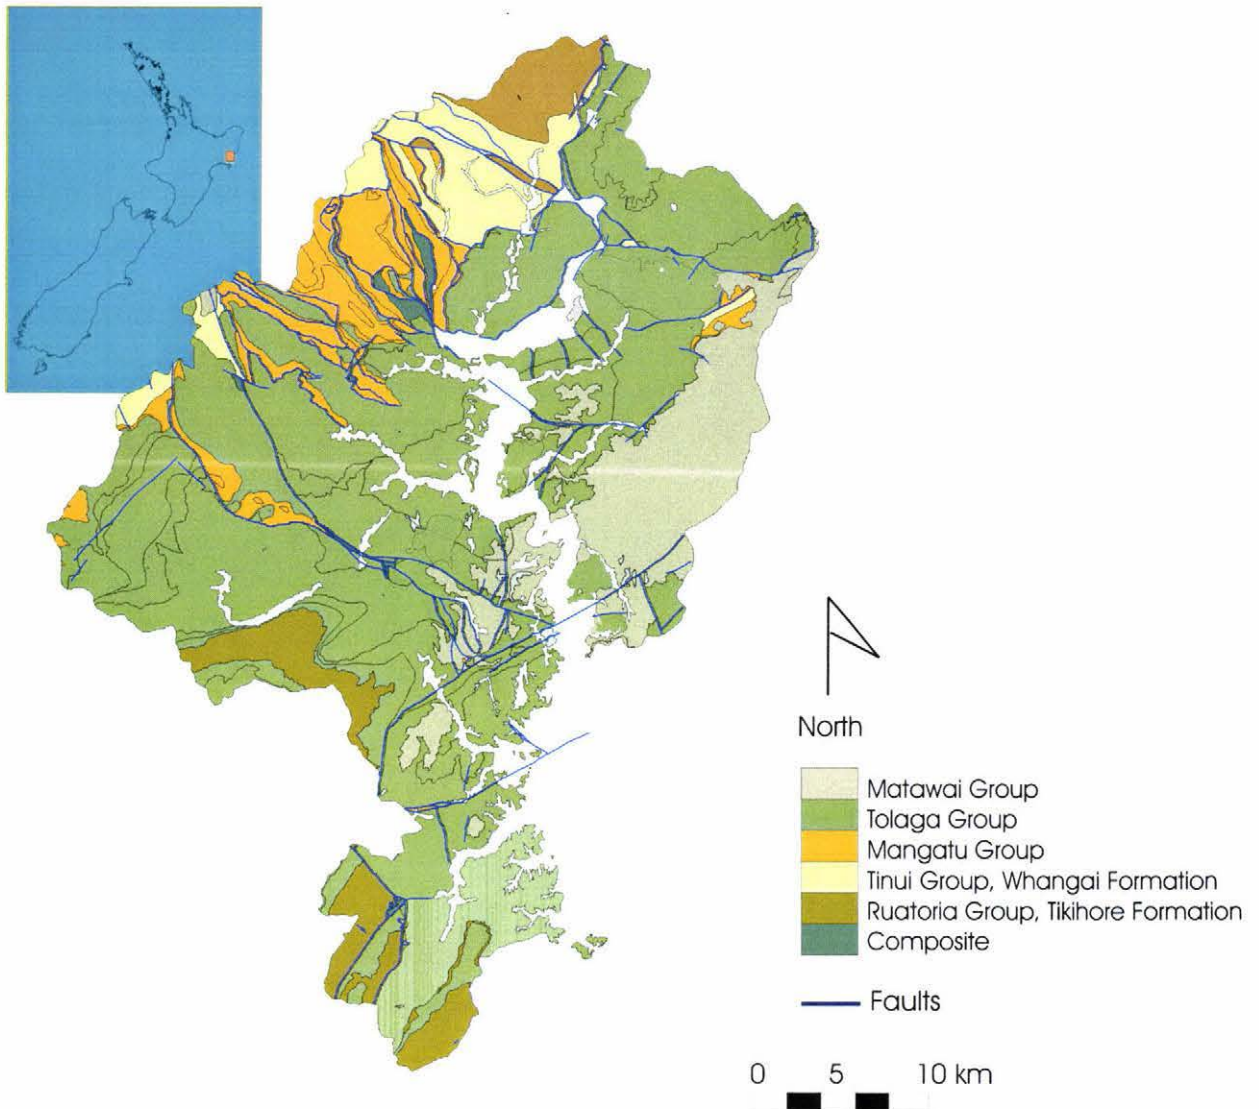 North
Matawai Group
Tolaga Group
Mangatu Group
Tinui Group, Whangai Formation
Ruatoria Group, Tikihore Formation
Composite
Faults
0 5 10 km